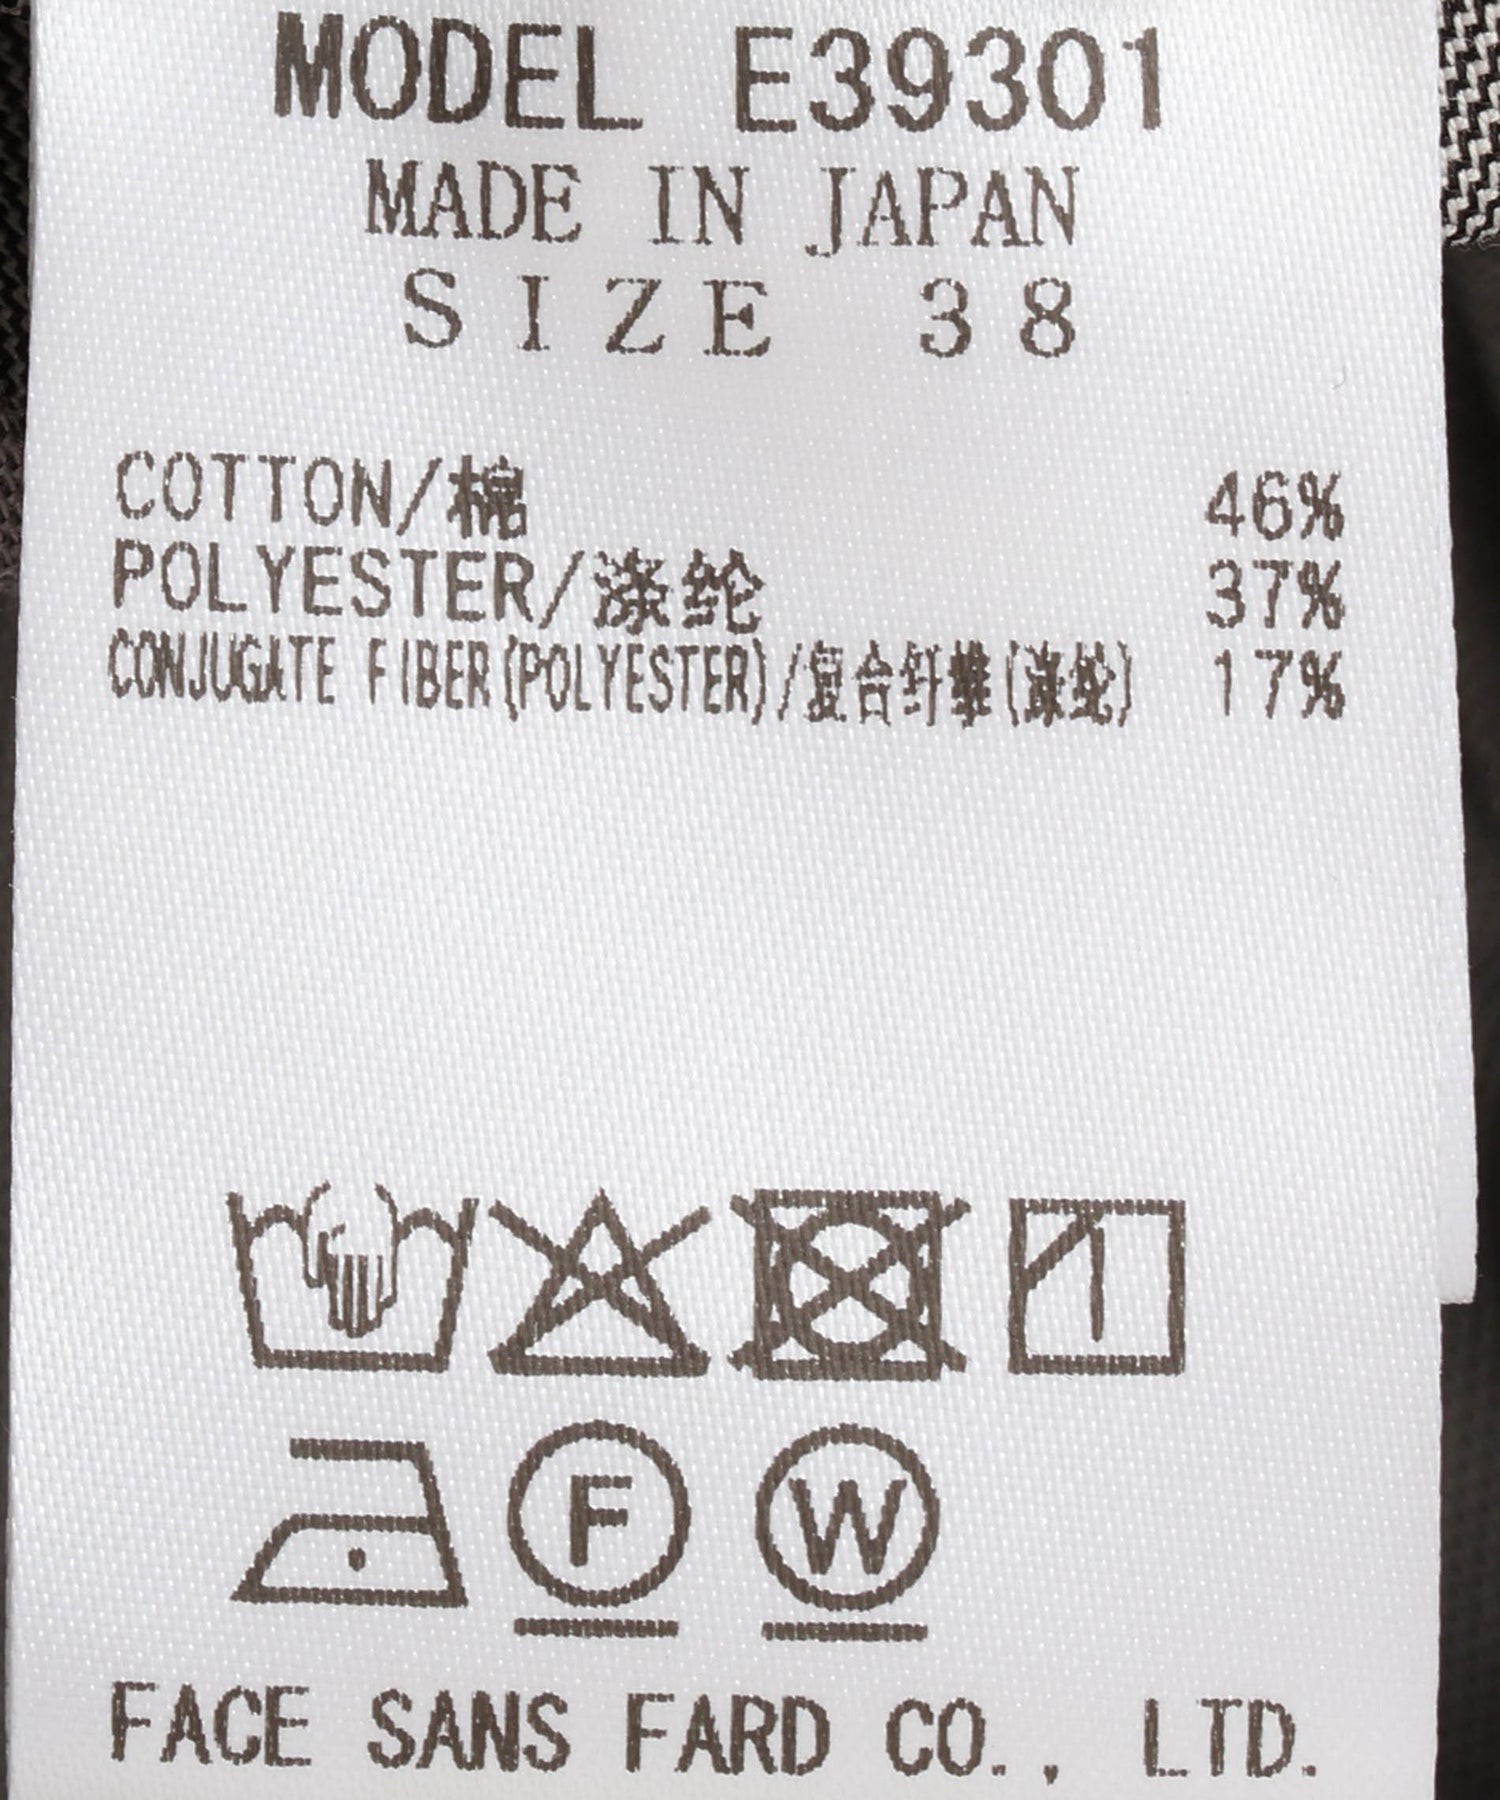 MODEL E39301
MADE IN JAPAN
SIZE 38
COTTON/棉 46%
POLYESTER/涤纶 37%
CONJUGATE FIBER(POLYESTER)/复合纤维(涤纶) 17%
F W
FACE SANS FARD CO., LTD.